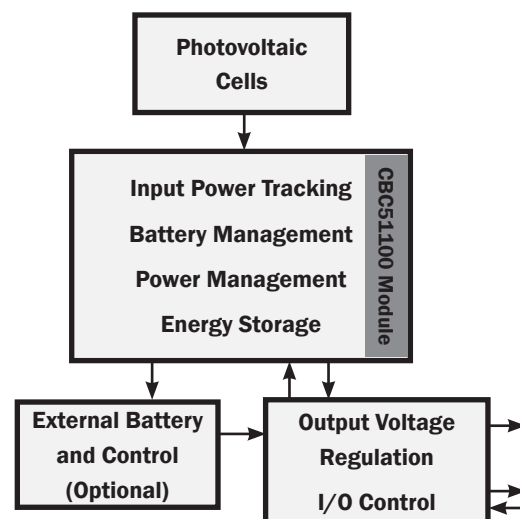 Photovoltaic
Cells
Input Power Tracking
Battery Management
Power Management
Energy Storage
CBC51100 Module
External Battery
and Control
(Optional)
Output Voltage
Regulation
I/O Control